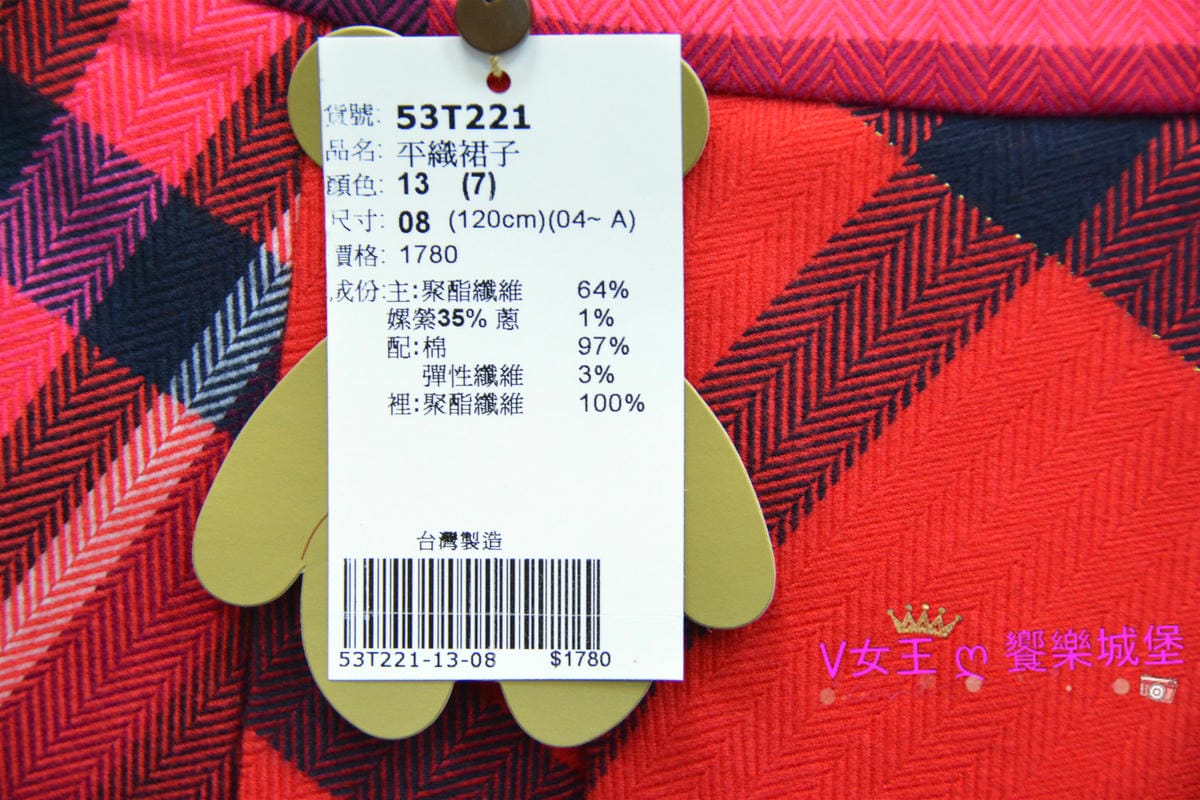 貨號: 53T221
品名: 平織裙子
顏色: 13 (7)
尺寸: 08 (120cm)(04~ A)
價格: 1780
成份:主:聚酯纖維 64%
嫘縈35% 蔥 1%
配:棉 97%
彈性纖維 3%
裡:聚酯纖維 100%
台灣製造
53T221-13-08 $1780
V女王ღ饗樂城堡